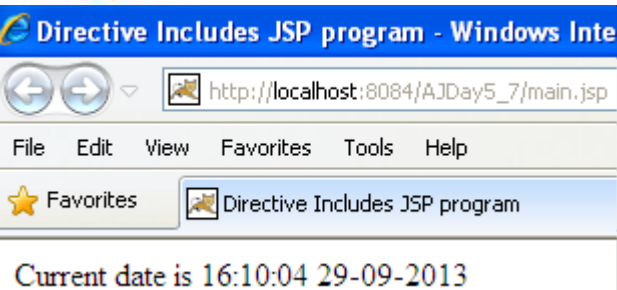 Directive Includes JSP program - Windows Inte
http://localhost:8084/AJDay5_7/main.jsp
File Edit View Favorites Tools Help
Favorites Directive Includes JSP program
Current date is 16:10:04 29-09-2013